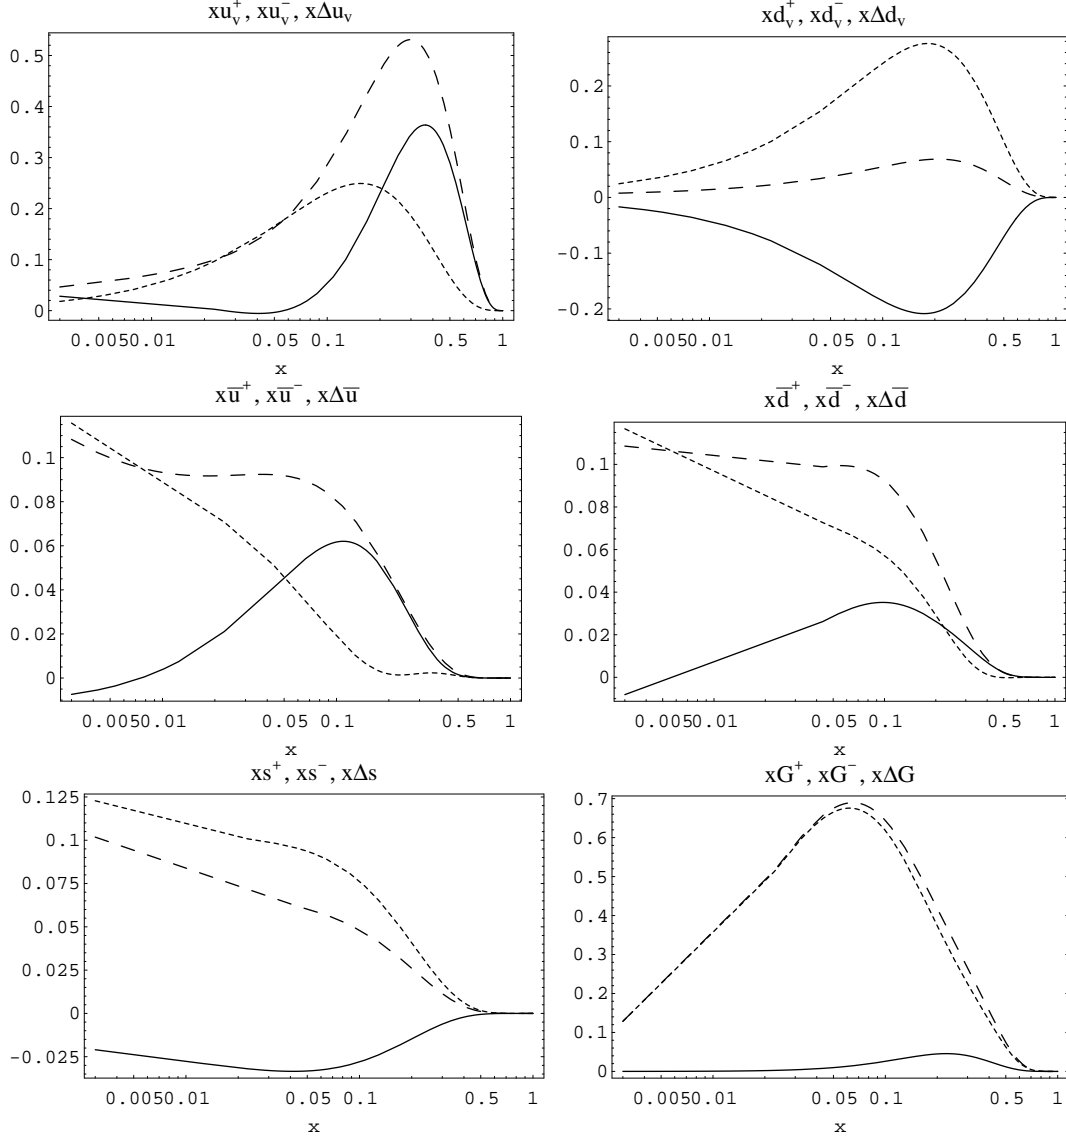 xu_v^+, xu_v^-, xΔu_v
0.5
0.4
0.3
0.2
0.1
0
0.0050.01 0.05 0.1 0.5 1
x
xd_v^+, xd_v^-, xΔd_v
0.2
0.1
0
-0.1
-0.2
0.0050.01 0.05 0.1 0.5 1
x
xu̅^+, xu̅^-, xΔu̅
0.1
0.08
0.06
0.04
0.02
0
0.0050.01 0.05 0.1 0.5 1
x
xd̅^+, xd̅^-, xΔd̅
0.1
0.08
0.06
0.04
0.02
0
0.0050.01 0.05 0.1 0.5 1
x
xs^+, xs^-, xΔs
0.125
0.1
0.075
0.05
0.025
0
-0.025
0.0050.01 0.05 0.1 0.5 1
x
xG^+, xG^-, xΔG
0.7
0.6
0.5
0.4
0.3
0.2
0.1
0
0.0050.01 0.05 0.1 0.5 1
x